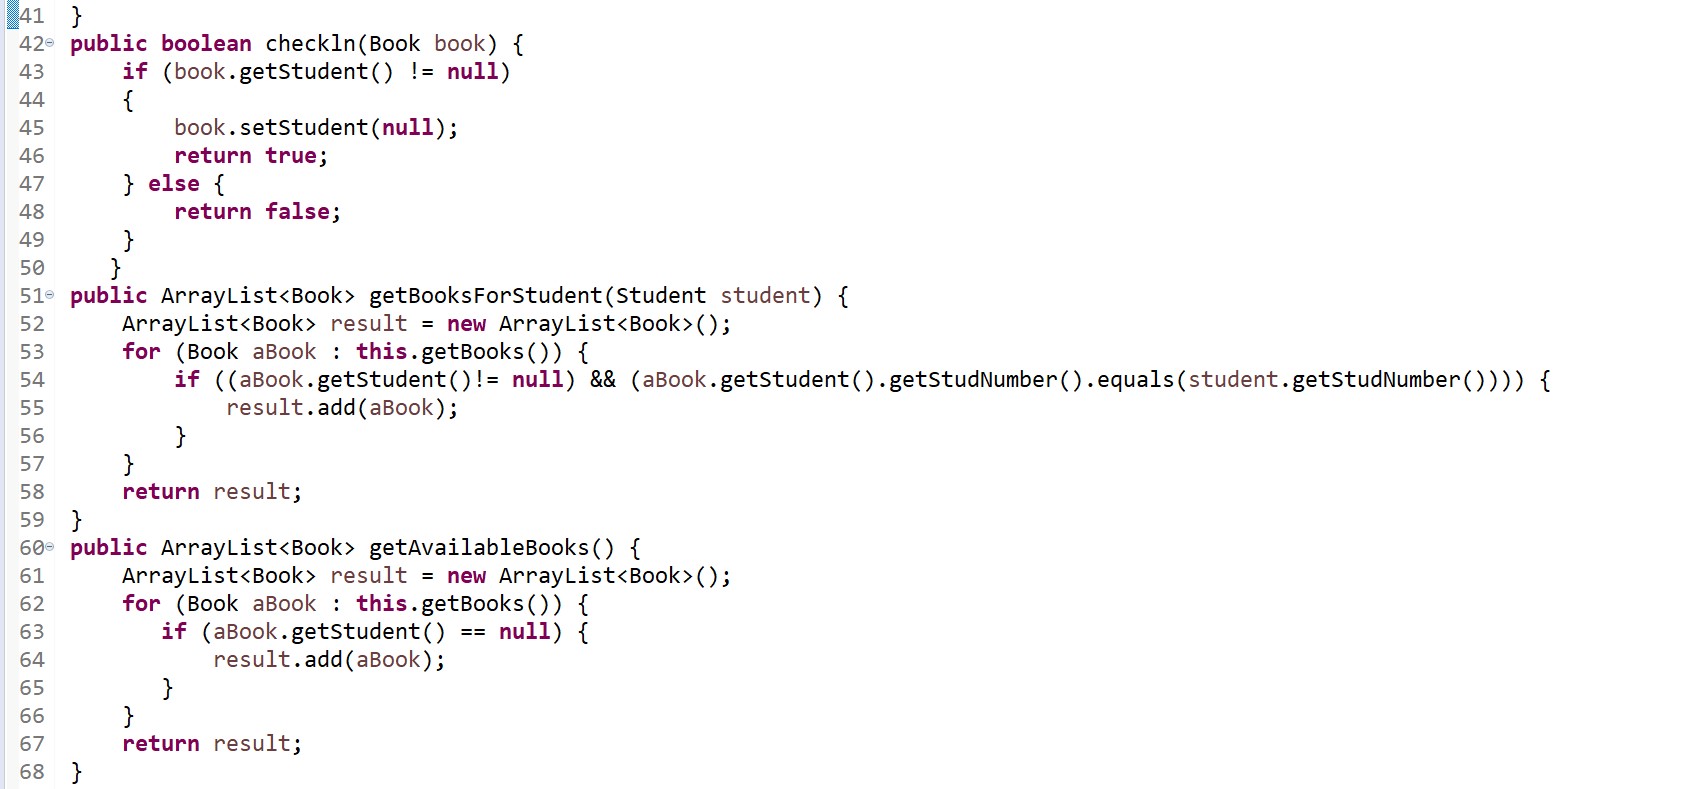 41 }
42 public boolean checkln(Book book) {
43 if (book.getStudent() != null)
44 {
45 book.setStudent(null);
46 return true;
47 } else {
48 return false;
49 }
50 }
51 public ArrayList<Book> getBooksForStudent(Student student) {
52 ArrayList<Book> result = new ArrayList<Book>();
53 for (Book aBook : this.getBooks()) {
54 if ((aBook.getStudent()!= null) && (aBook.getStudent().getStudNumber().equals(student.getStudNumber()))) {
55 result.add(aBook);
56 }
57 }
58 return result;
59 }
60 public ArrayList<Book> getAvailableBooks() {
61 ArrayList<Book> result = new ArrayList<Book>();
62 for (Book aBook : this.getBooks()) {
63 if (aBook.getStudent() == null) {
64 result.add(aBook);
65 }
66 }
67 return result;
68 }